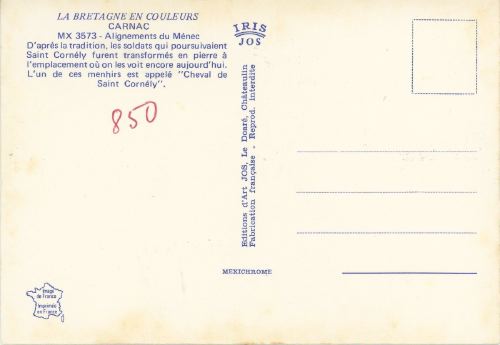 LA BRETAGNE EN COULEURS
CARNAC
MX 3573 - Alignements du Ménec
D'aprés la tradition, les soldats qui poursuivaient
Saint Cornély furent transformés en pierre à
l'emplacement où on les voit encore aujourd'hui.
L'un de ces menhirs est appelé "Cheval de
Saint Cornély".
850
IRIS
JOS
Editions d'Art JOS, Le Doaré, Châteaulin
Fabrication française . Reprod. interdite
MEXICHROME
Image
de France
Imprimée
en France